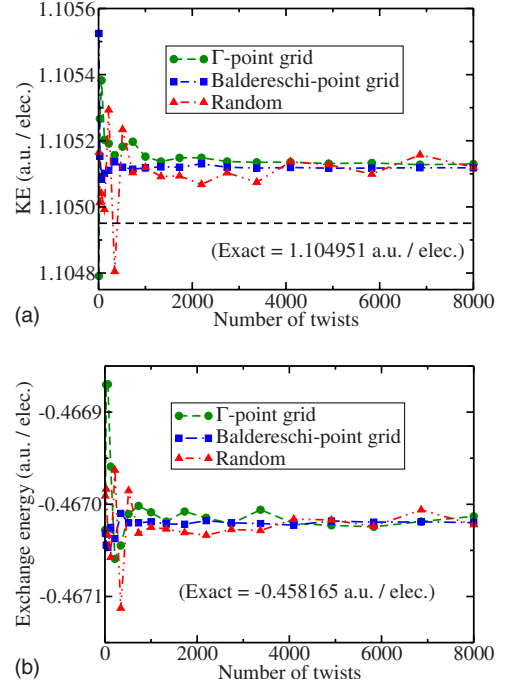 KE (a.u. / elec.)
1.1056
1.1054
1.1052
1.1050
1.1048
Γ-point grid
Baldereschi-point grid
Random
(Exact = 1.104951 a.u. / elec.)
0 2000 4000 6000 8000
Number of twists
(a)
Exchange energy (a.u. / elec.)
-0.4669
-0.4670
-0.4671
Γ-point grid
Baldereschi-point grid
Random
(Exact = -0.458165 a.u. / elec.)
0 2000 4000 6000 8000
Number of twists
(b)